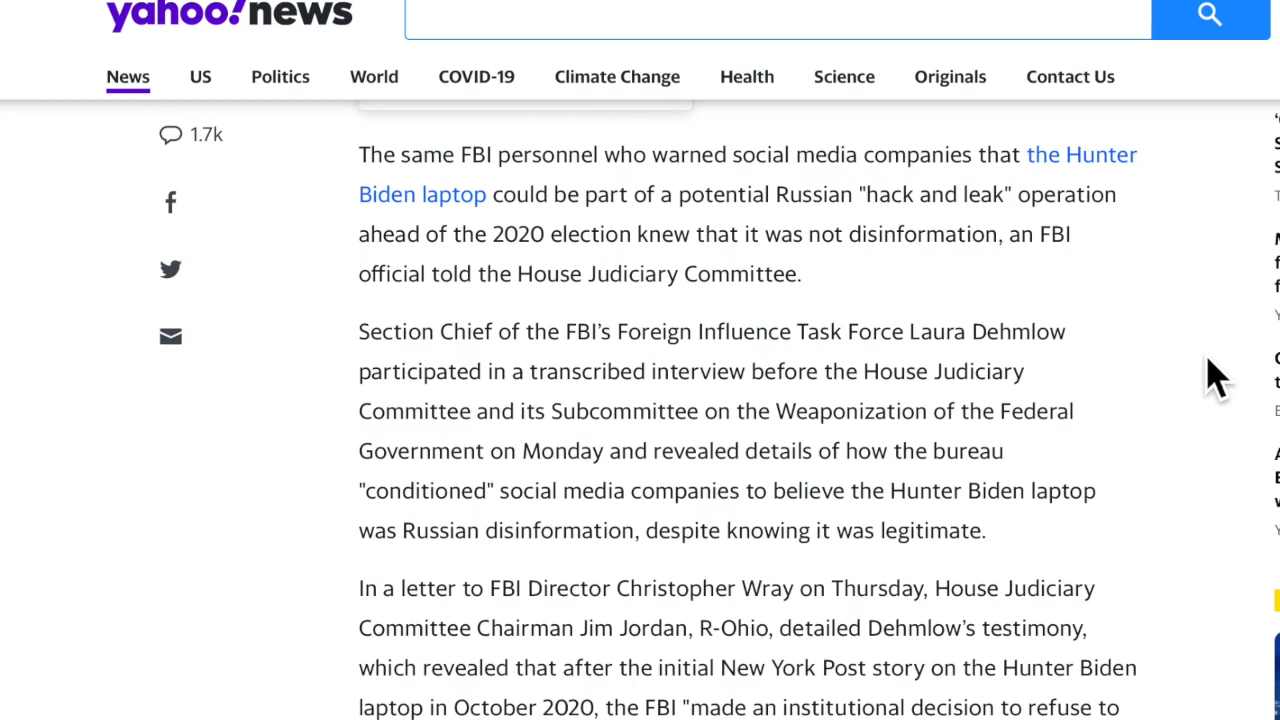 yahoo!news
News US Politics World COVID-19 Climate Change Health Science Originals Contact Us
1.7k
The same FBI personnel who warned social media companies that the Hunter
Biden laptop could be part of a potential Russian "hack and leak" operation
ahead of the 2020 election knew that it was not disinformation, an FBI
official told the House Judiciary Committee.
Section Chief of the FBI’s Foreign Influence Task Force Laura Dehmlow
participated in a transcribed interview before the House Judiciary
Committee and its Subcommittee on the Weaponization of the Federal
Government on Monday and revealed details of how the bureau
"conditioned" social media companies to believe the Hunter Biden laptop
was Russian disinformation, despite knowing it was legitimate.
In a letter to FBI Director Christopher Wray on Thursday, House Judiciary
Committee Chairman Jim Jordan, R-Ohio, detailed Dehmlow’s testimony,
which revealed that after the initial New York Post story on the Hunter Biden
laptop in October 2020, the FBI "made an institutional decision to refuse to